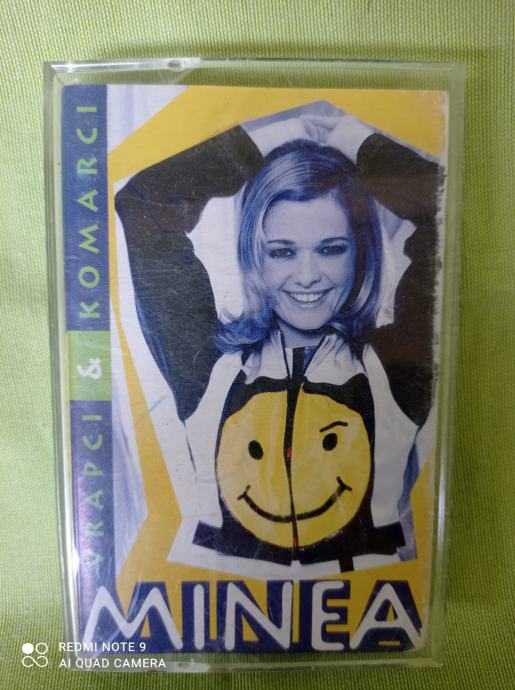 VRAPCI & KOMARCI
MINEA
REDMI NOTE 9
AI QUAD CAMERA